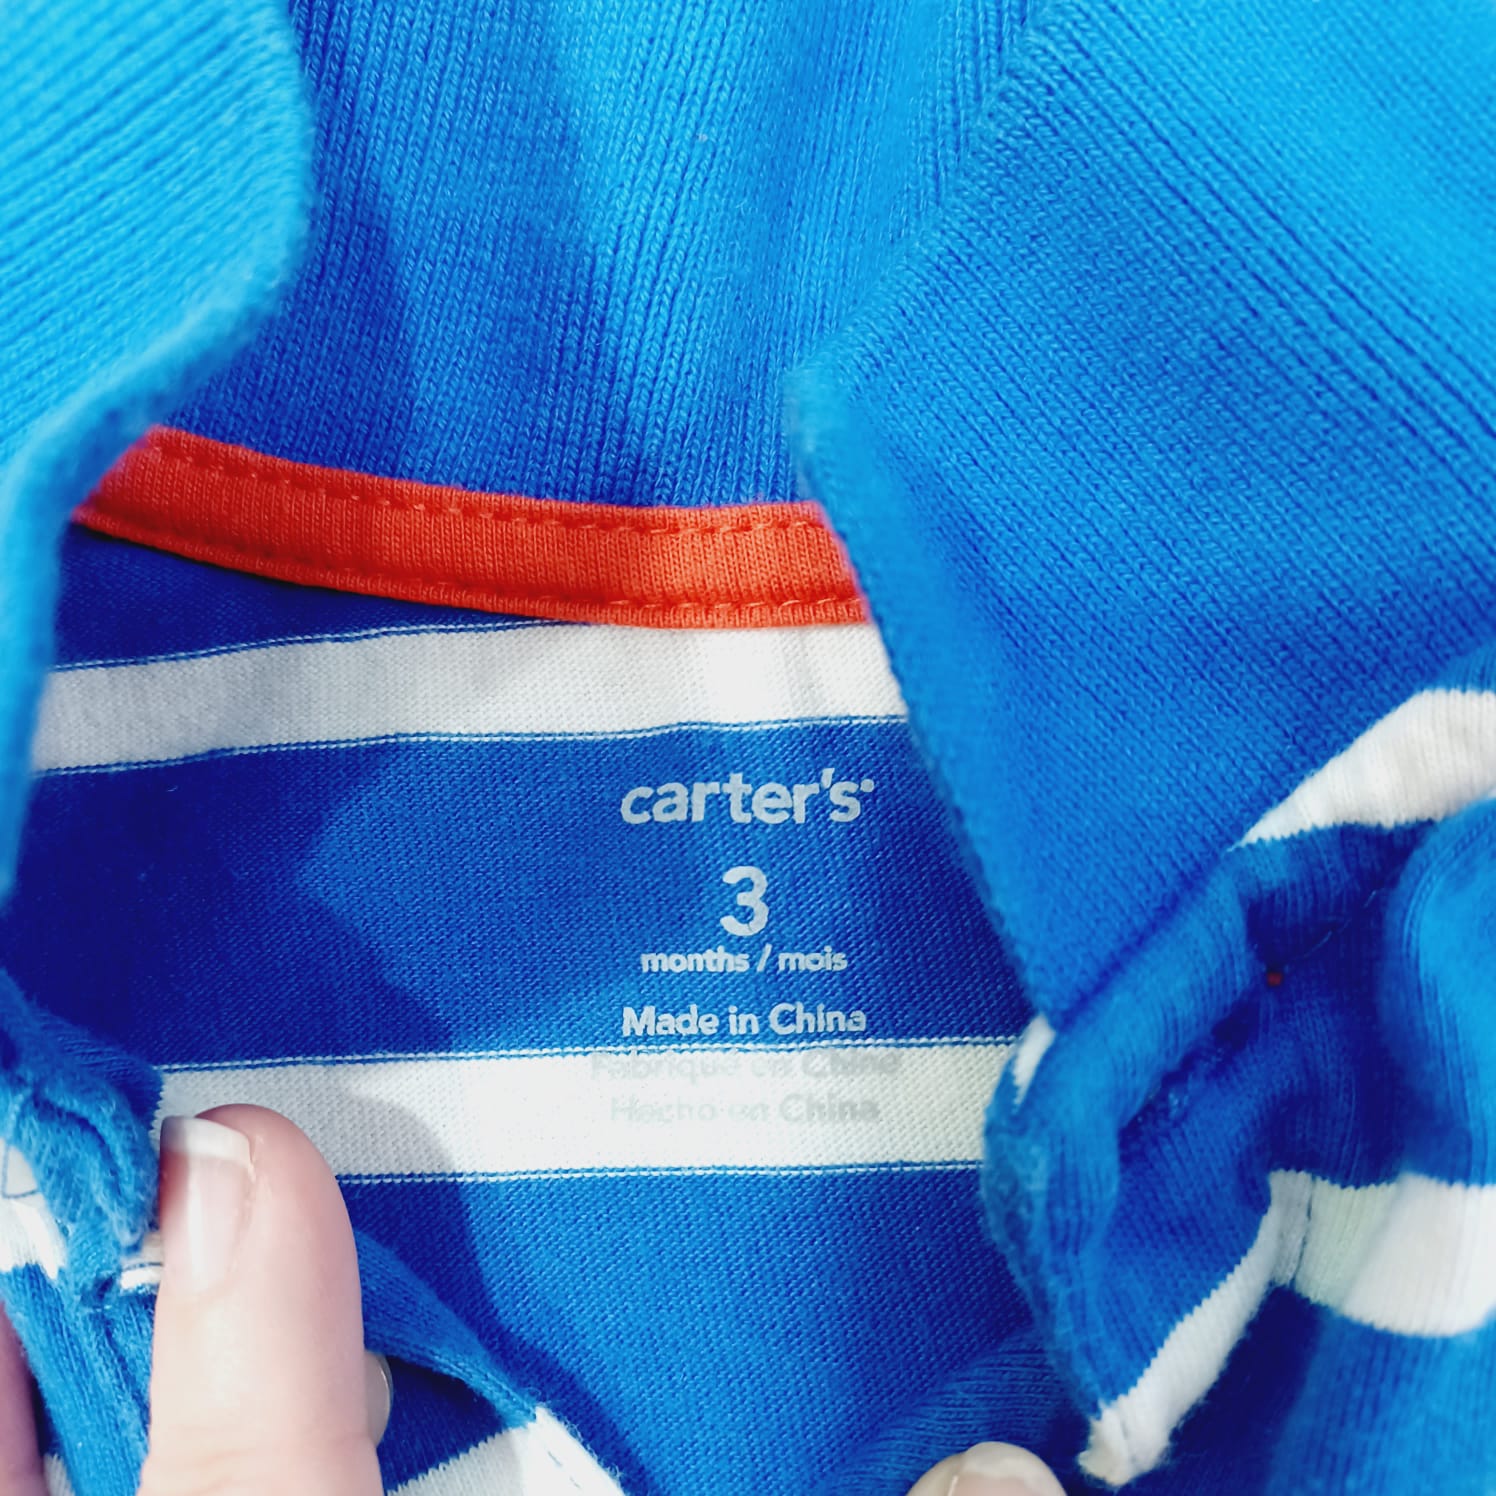 carter's
3
months / mois
Made in China
Fabriqué en Chine
Hecho en China